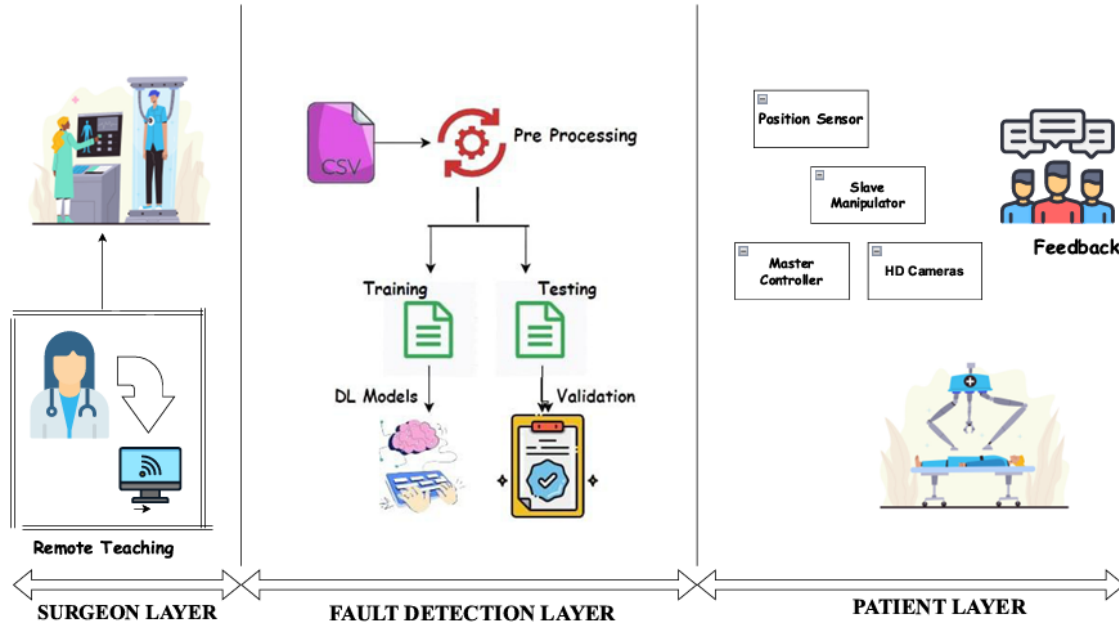 CSV
Pre Processing
Training
Testing
DL Models
Validation
Position Sensor
Slave
Manipulator
Master
Controller
HD Cameras
Feedback
Remote Teaching
SURGEON LAYER
FAULT DETECTION LAYER
PATIENT LAYER